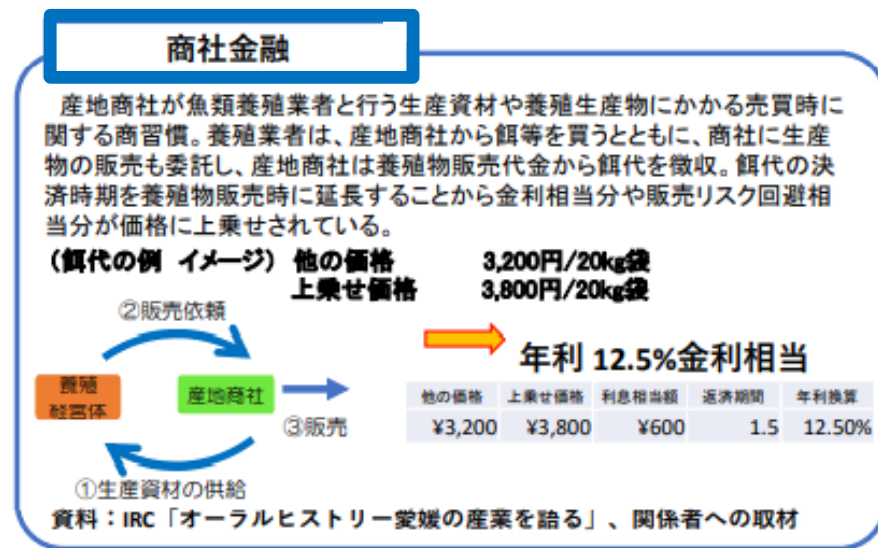 商社金融
産地商社が魚類養殖業者と行う生産資材や養殖生産物にかかる売買時に
関する商習慣。養殖業者は、産地商社から餌等を買うとともに、商社に生産
物の販売も委託し、産地商社は養殖物販売代金から餌代を徴収。餌代の決
済時期を養殖物販売時に延長することから金利相当分や販売リスク回避相
当分が価格に上乗せされている。
（餌代の例 イメージ） 他の価格 3,200円/20kg袋
上乗せ価格 3,800円/20kg袋
②販売依頼
年利 12.5%金利相当
養殖
経営体
産地商社
③販売
①生産資材の供給
他の価格 上乗せ価格 利息相当額 返済期間 年利換算
¥3,200 ¥3,800 ¥600 1.5 12.50%
資料：IRC「オーラルヒストリー愛媛の産業を語る」、関係者への取材